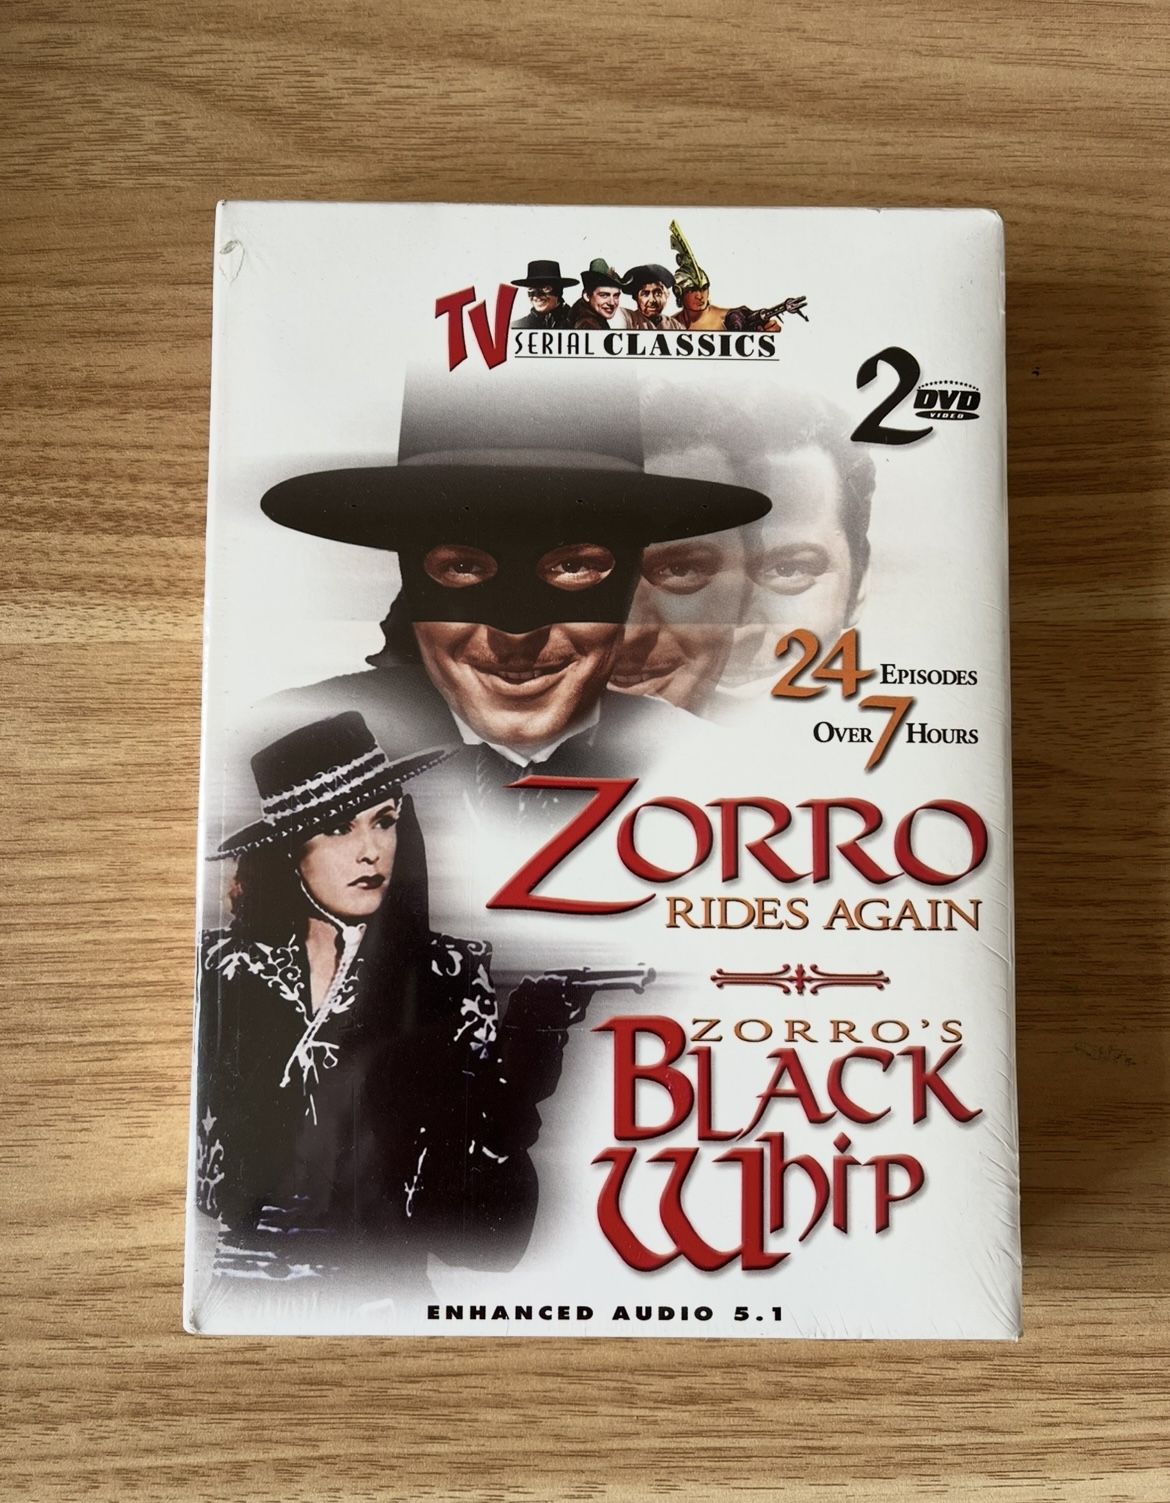 TV SERIAL CLASSICS
2 DVD
VIDEO
24 EPISODES
OVER 7 HOURS
ZORRO
RIDES AGAIN
ZORRO'S
BLACK
WHIP
ENHANCED AUDIO 5.1